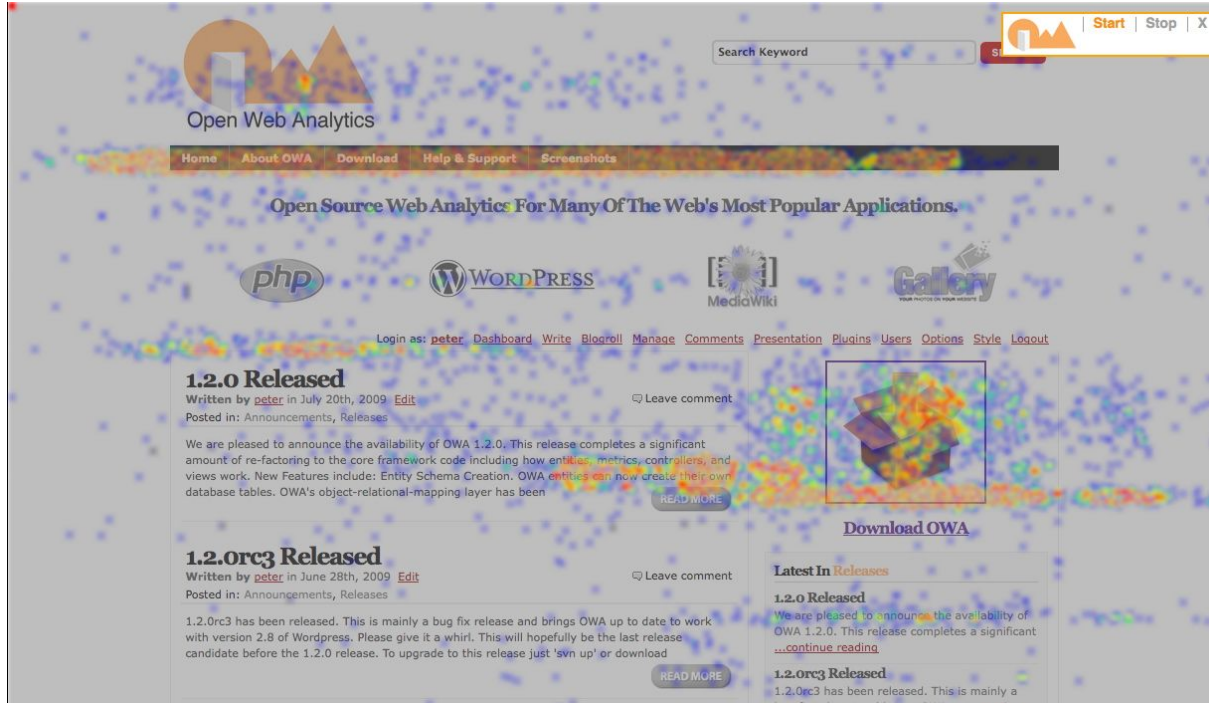 Start | Stop | X
Search Keyword
Open Web Analytics
Home About OWA Download Help & Support Screenshots
Open Source Web Analytics For Many Of The Web's Most Popular Applications.
php
WORDPRESS
[[ ]]
MediaWiki
Gallery
YOUR PHOTOS ON YOUR WEBSITE
Login as: peter Dashboard Write Blogroll Manage Comments Presentation Plugins Users Options Style Logout
1.2.0 Released
Written by peter in July 20th, 2009 Edit
Leave comment
Posted in: Announcements, Releases
We are pleased to announce the availability of OWA 1.2.0. This release completes a significant
amount of re-factoring to the core framework code including how entities, metrics, controllers, and
views work. New Features include: Entity Schema Creation. OWA entities can now create their own
database tables. OWA's object-relational-mapping layer has been
READ MORE
1.2.0rc3 Released
Written by peter in June 28th, 2009 Edit
Leave comment
Posted in: Announcements, Releases
1.2.0rc3 has been released. This is mainly a bug fix release and brings OWA up to date to work
with version 2.8 of Wordpress. Please give it a whirl. This will hopefully be the last release
candidate before the 1.2.0 release. To upgrade to this release just 'svn up' or download
READ MORE
Download OWA
Latest In Releases
1.2.0 Released
We are pleased to announce the availability of
OWA 1.2.0. This release completes a significant
...continue reading
1.2.0rc3 Released
1.2.0rc3 has been released. This is mainly a